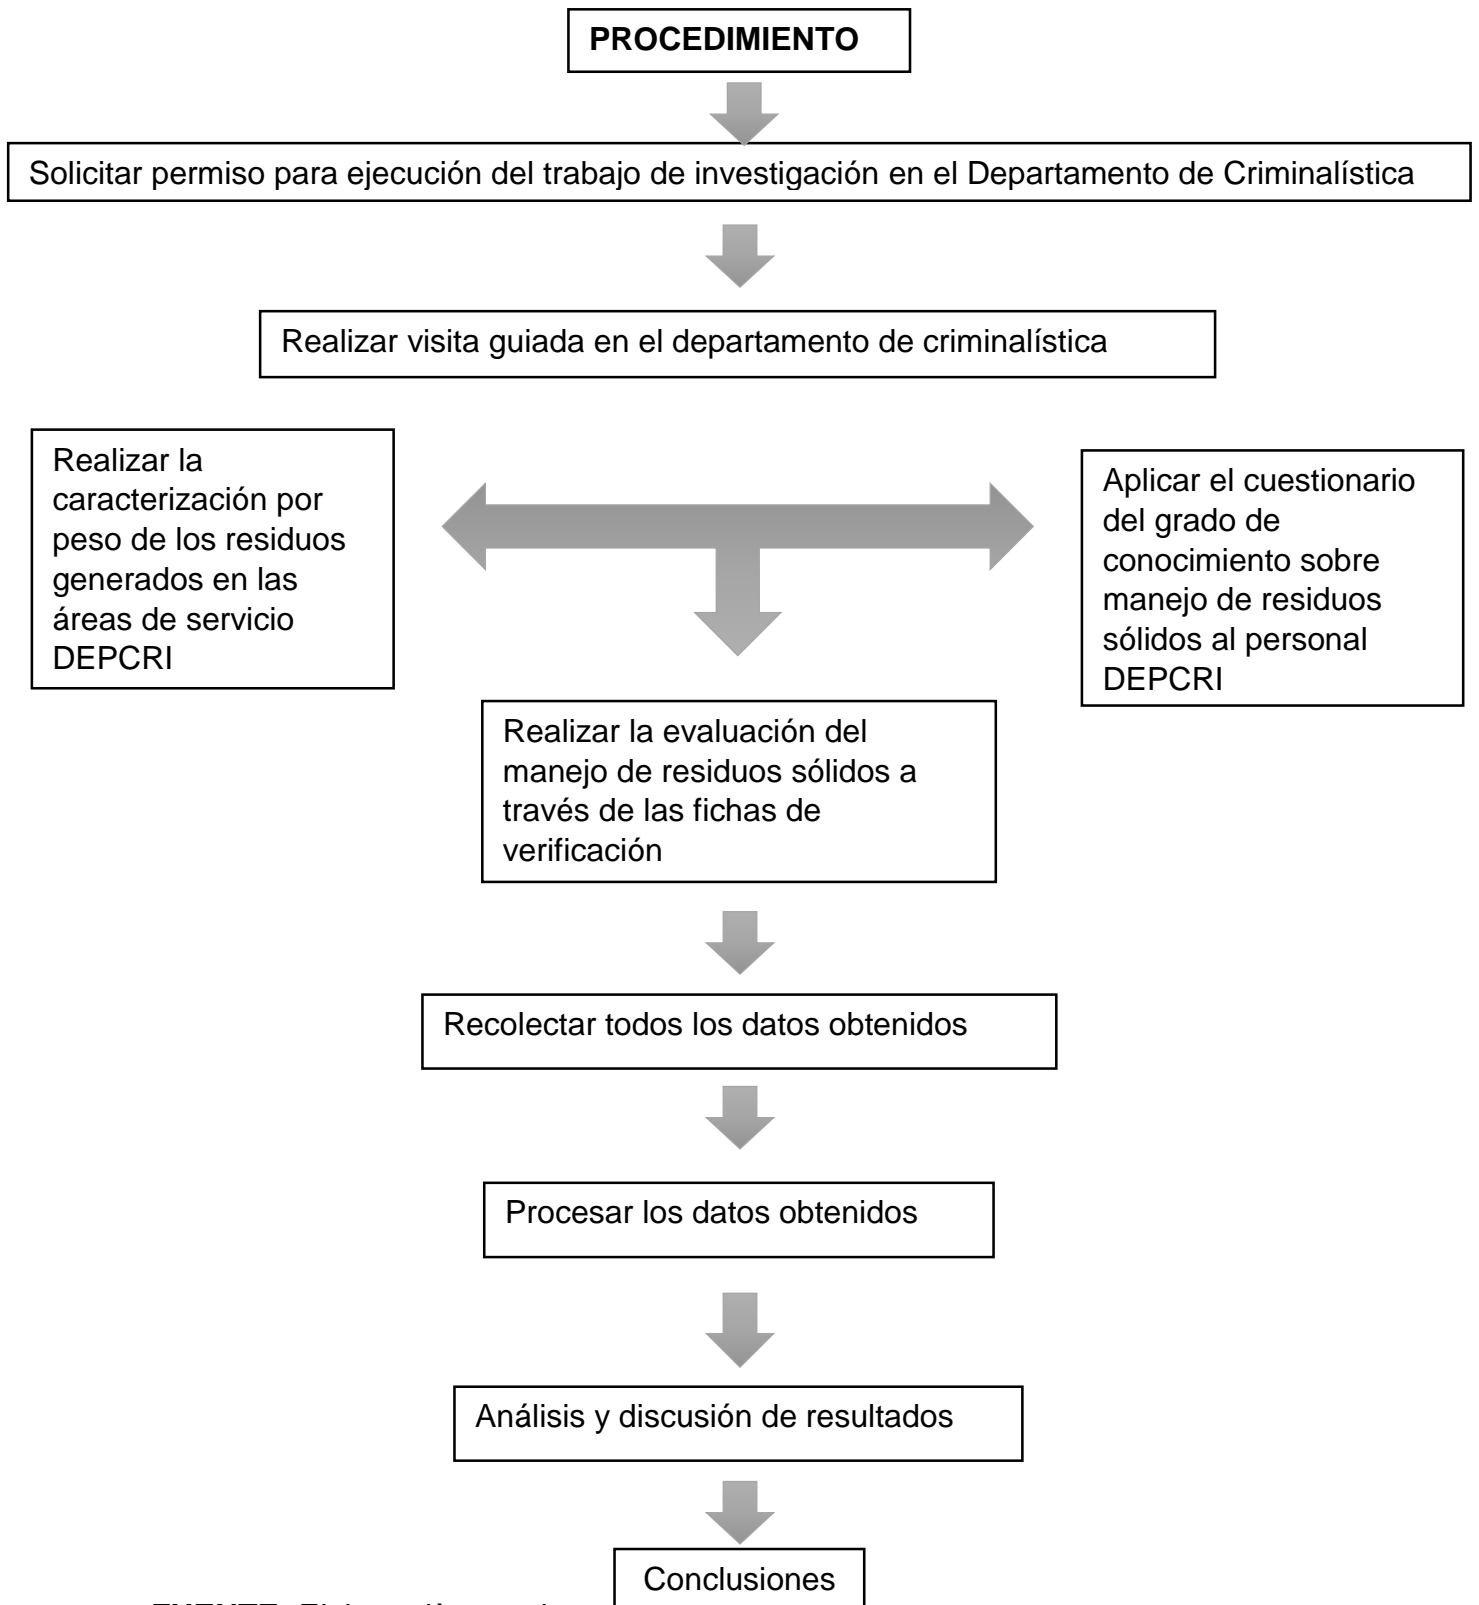 PROCEDIMIENTO
Solicitar permiso para ejecución del trabajo de investigación en el Departamento de Criminalística
Realizar visita guiada en el departamento de criminalística
Realizar la
caracterización por
peso de los residuos
generados en las
áreas de servicio
DEPCRI
Aplicar el cuestionario
del grado de
conocimiento sobre
manejo de residuos
sólidos al personal
DEPCRI
Realizar la evaluación del
manejo de residuos sólidos a
través de las fichas de
verificación
Recolectar todos los datos obtenidos
Procesar los datos obtenidos
Análisis y discusión de resultados
Conclusiones